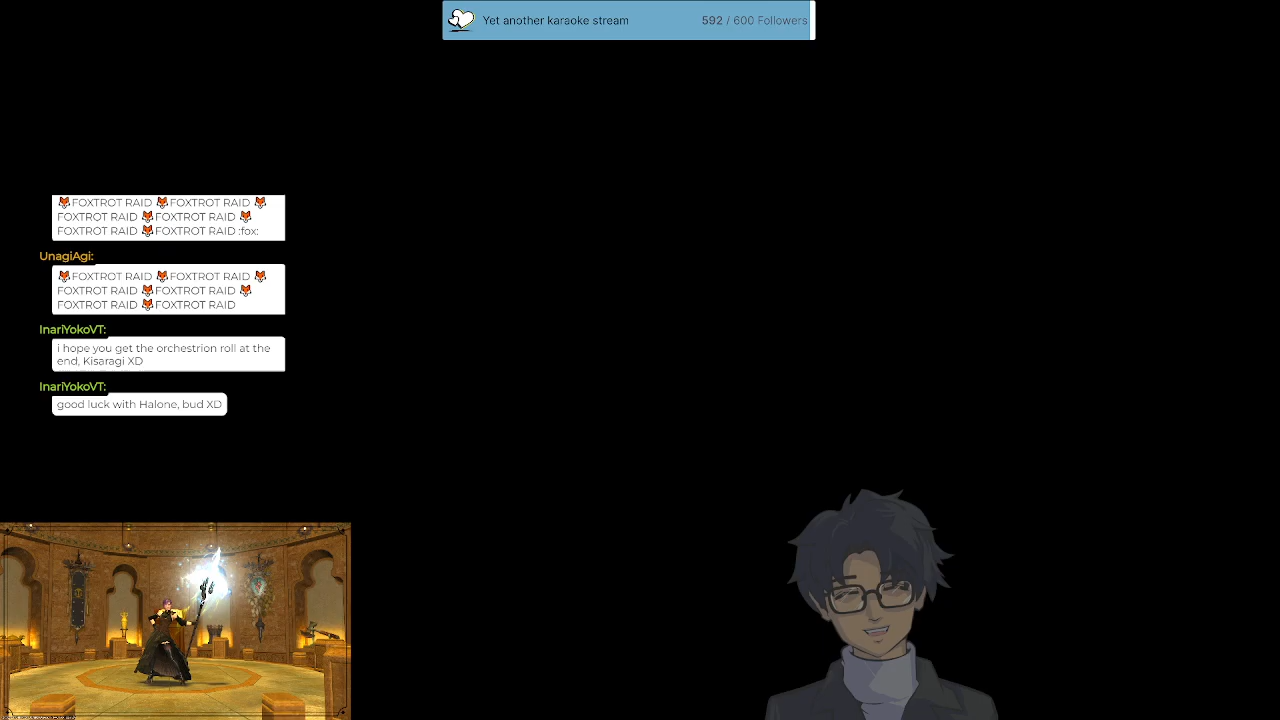 Yet another karaoke stream 592 / 600 Followers
🦊FOXTROT RAID 🦊FOXTROT RAID 🦊
FOXTROT RAID 🦊FOXTROT RAID 🦊
FOXTROT RAID 🦊FOXTROT RAID :fox:
UnagiAgi:
🦊FOXTROT RAID 🦊FOXTROT RAID 🦊
FOXTROT RAID 🦊FOXTROT RAID 🦊
FOXTROT RAID 🦊FOXTROT RAID
InariYokoVT:
i hope you get the orchestrion roll at the
end, Kisaragi XD
InariYokoVT:
good luck with Halone, bud XD